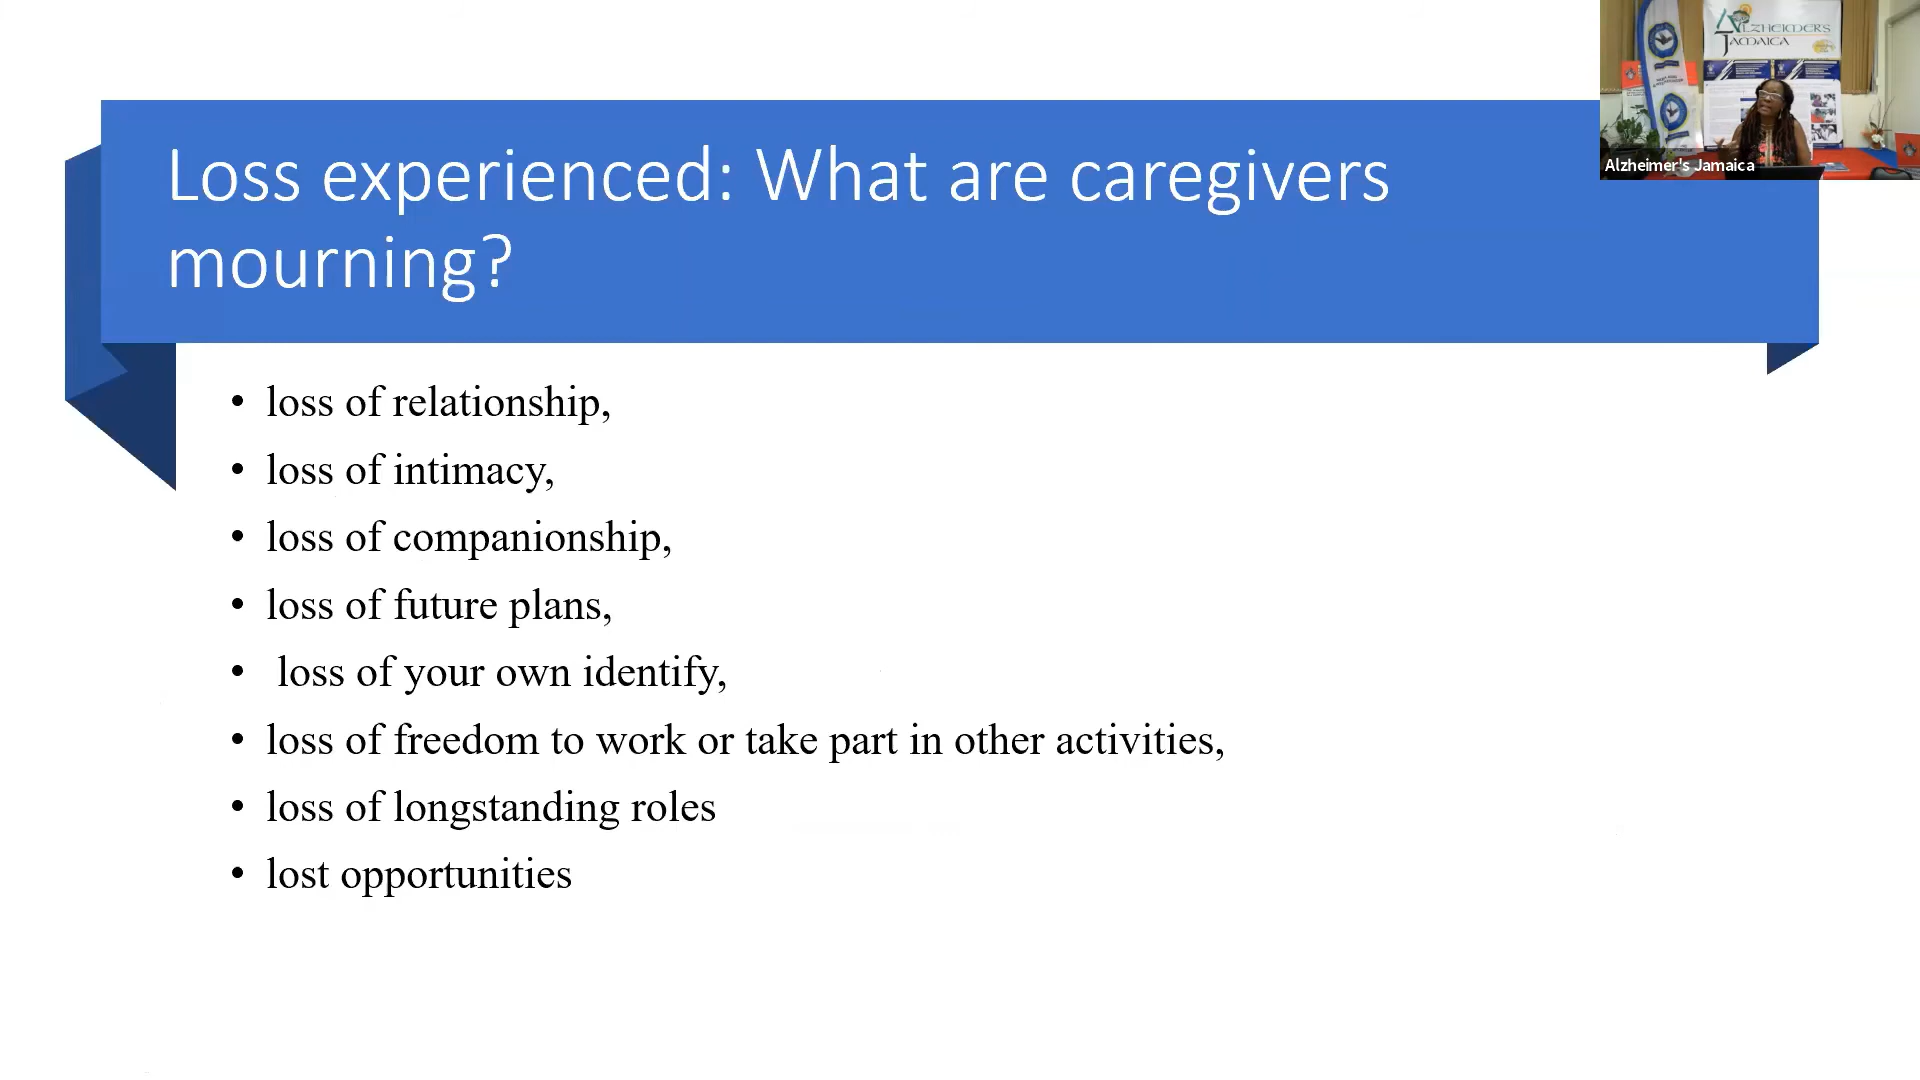 ALZHEIMER'S
JAMAICA
Alzheimer's Jamaica
Loss experienced: What are caregivers
mourning?
• loss of relationship,
• loss of intimacy,
• loss of companionship,
• loss of future plans,
• loss of your own identify,
• loss of freedom to work or take part in other activities,
• loss of longstanding roles
• lost opportunities